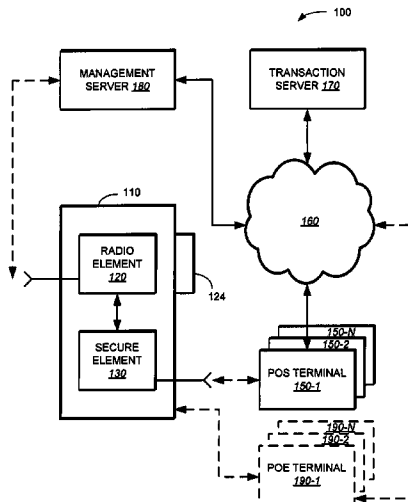 100
MANAGEMENT
SERVER 180
TRANSACTION
SERVER 170
110
160
RADIO
ELEMENT
120
124
SECURE
ELEMENT
130
150-N
150-2
POS TERMINAL
150-1
190-N
190-2
POE TERMINAL
190-1